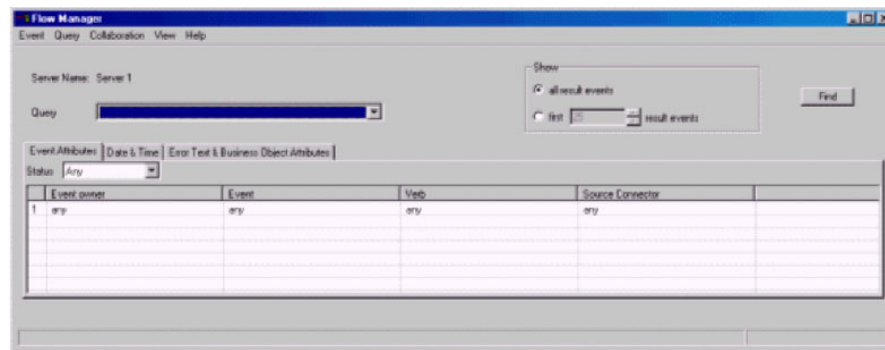 Flow Manager
Event Query Collaboration View Help
Server Name: Server 1
Show
all result events
Find
Query
first 25 result events
Event Attributes Date & Time Error Text & Business Object Attributes
Status Any
Event owner Event Verb Source Connector
1 any any any any